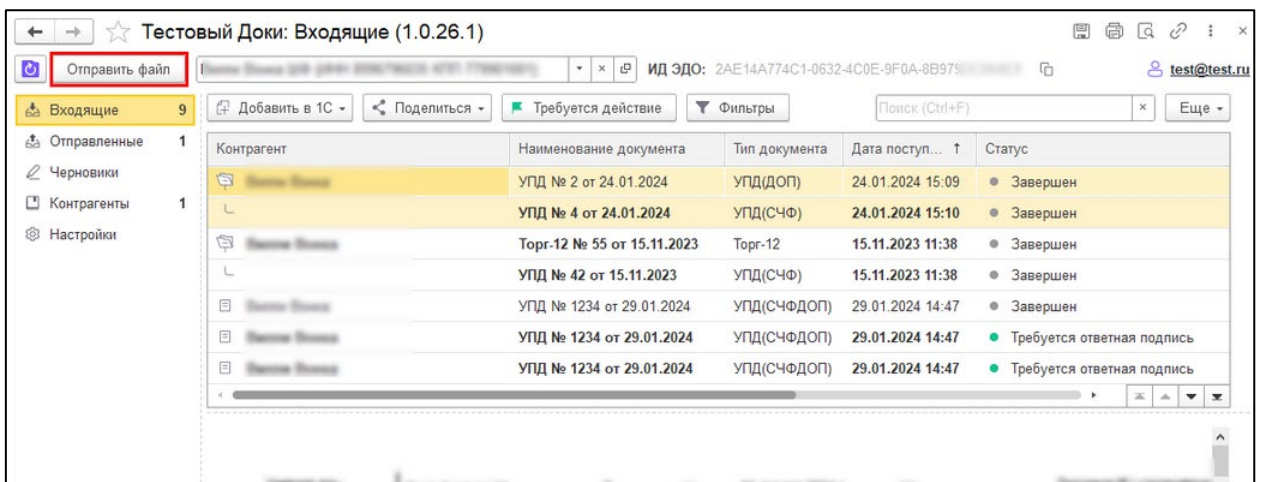 Тестовый Доки: Входящие (1.0.26.1)
Отправить файл ИД ЭДО: 2AE14A774C1-0632-4C0E-9F0A-8B979 test@test.ru
Входящие 9 Добавить в 1С Поделиться Требуется действие Фильтры Поиск (Ctrl+F) × Еще
Отправленные 1 Контрагент Наименование документа Тип документа Дата поступ... ↑ Статус
Черновики УПД № 2 от 24.01.2024 УПД(ДОП) 24.01.2024 15:09 Завершен
Контрагенты 1 УПД № 4 от 24.01.2024 УПД(СЧФ) 24.01.2024 15:10 Завершен
Настройки Торг-12 № 55 от 15.11.2023 Торг-12 15.11.2023 11:38 Завершен
УПД № 42 от 15.11.2023 УПД(СЧФ) 15.11.2023 11:38 Завершен
УПД № 1234 от 29.01.2024 УПД(СЧФДОП) 29.01.2024 14:47 Завершен
УПД № 1234 от 29.01.2024 УПД(СЧФДОП) 29.01.2024 14:47 Требуется ответная подпись
УПД № 1234 от 29.01.2024 УПД(СЧФДОП) 29.01.2024 14:47 Требуется ответная подпись